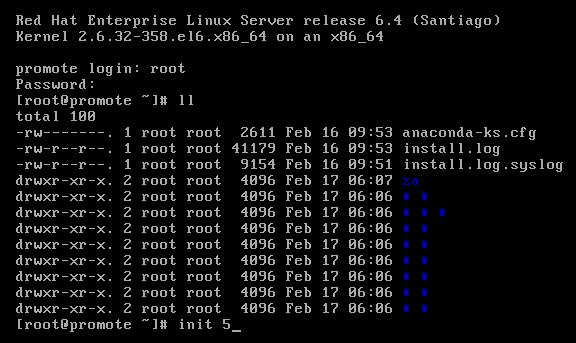 Red Hat Enterprise Linux Server release 6.4 (Santiago)
Kernel 2.6.32-358.el6.x86_64 on an x86_64
promote login: root
Password:
[root@promote ~]# ll
total 100
-rw-------. 1 root root  2611 Feb 16 09:53 anaconda-ks.cfg
-rw-r--r--. 1 root root 41179 Feb 16 09:53 install.log
-rw-r--r--. 1 root root  9154 Feb 16 09:51 install.log.syslog
drwxr-xr-x. 2 root root  4096 Feb 17 06:07 za
drwxr-xr-x. 2 root root  4096 Feb 17 06:06 ■ ■
drwxr-xr-x. 2 root root  4096 Feb 17 06:06 ■ ■ ■
drwxr-xr-x. 2 root root  4096 Feb 17 06:06 ■ ■
drwxr-xr-x. 2 root root  4096 Feb 17 06:06 ■ ■
drwxr-xr-x. 2 root root  4096 Feb 17 06:06 ■ ■
drwxr-xr-x. 2 root root  4096 Feb 17 06:06 ■ ■
drwxr-xr-x. 2 root root  4096 Feb 17 06:06 ■ ■
drwxr-xr-x. 2 root root  4096 Feb 17 06:06 ■ ■
[root@promote ~]# init 5_